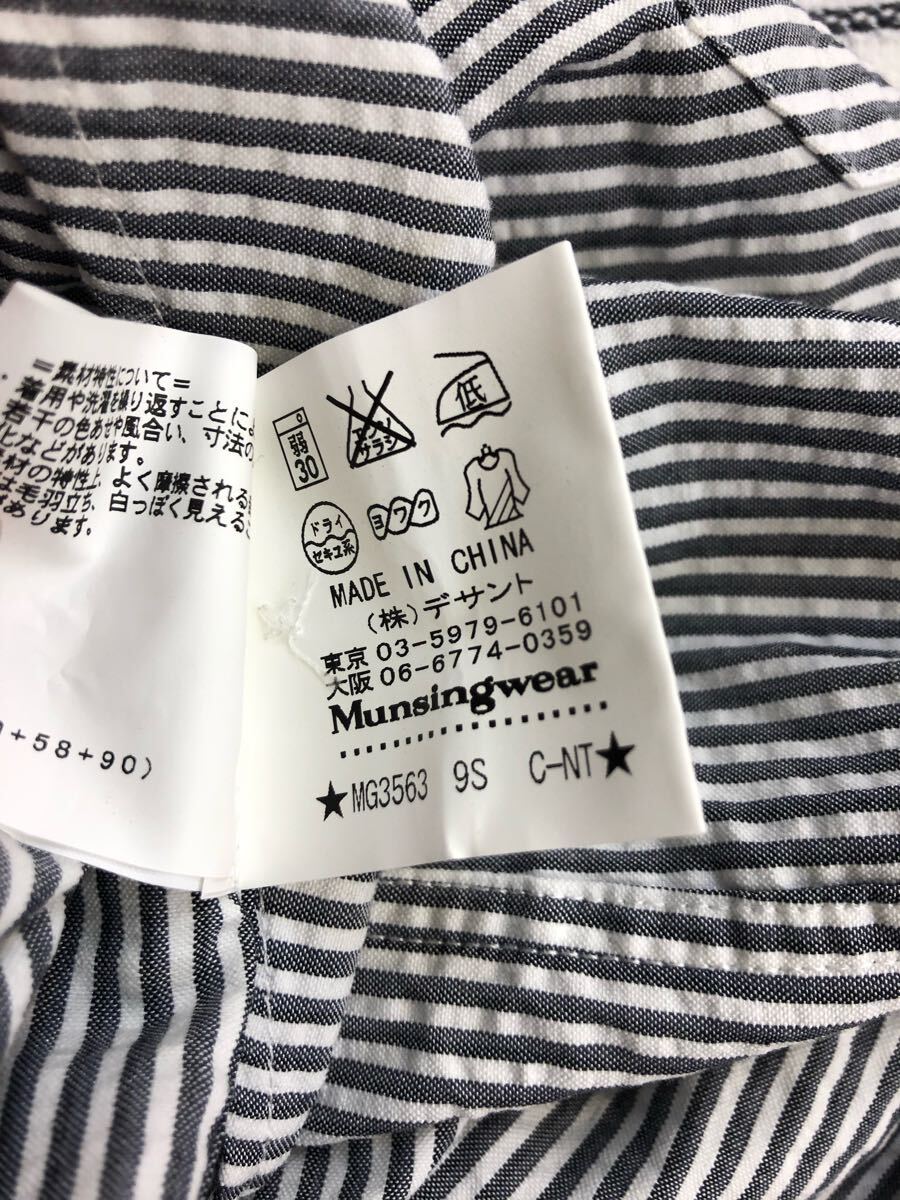 =素材特性について=
着用や洗濯を繰り返すことによ
若干の色あせや風合い、寸法の
化などがあります。
材の特性上、よく摩擦される
は毛羽立ち、白っぽく見えるこ
あります。
+58+90)
弱
30
サラシ
低
ドライ
セキユ系
ヨワク
MADE IN CHINA
(株)デサント
東京 03-5979-6101
大阪 06-6774-0359
Munsingwear
★MG3563 9S C-NT★